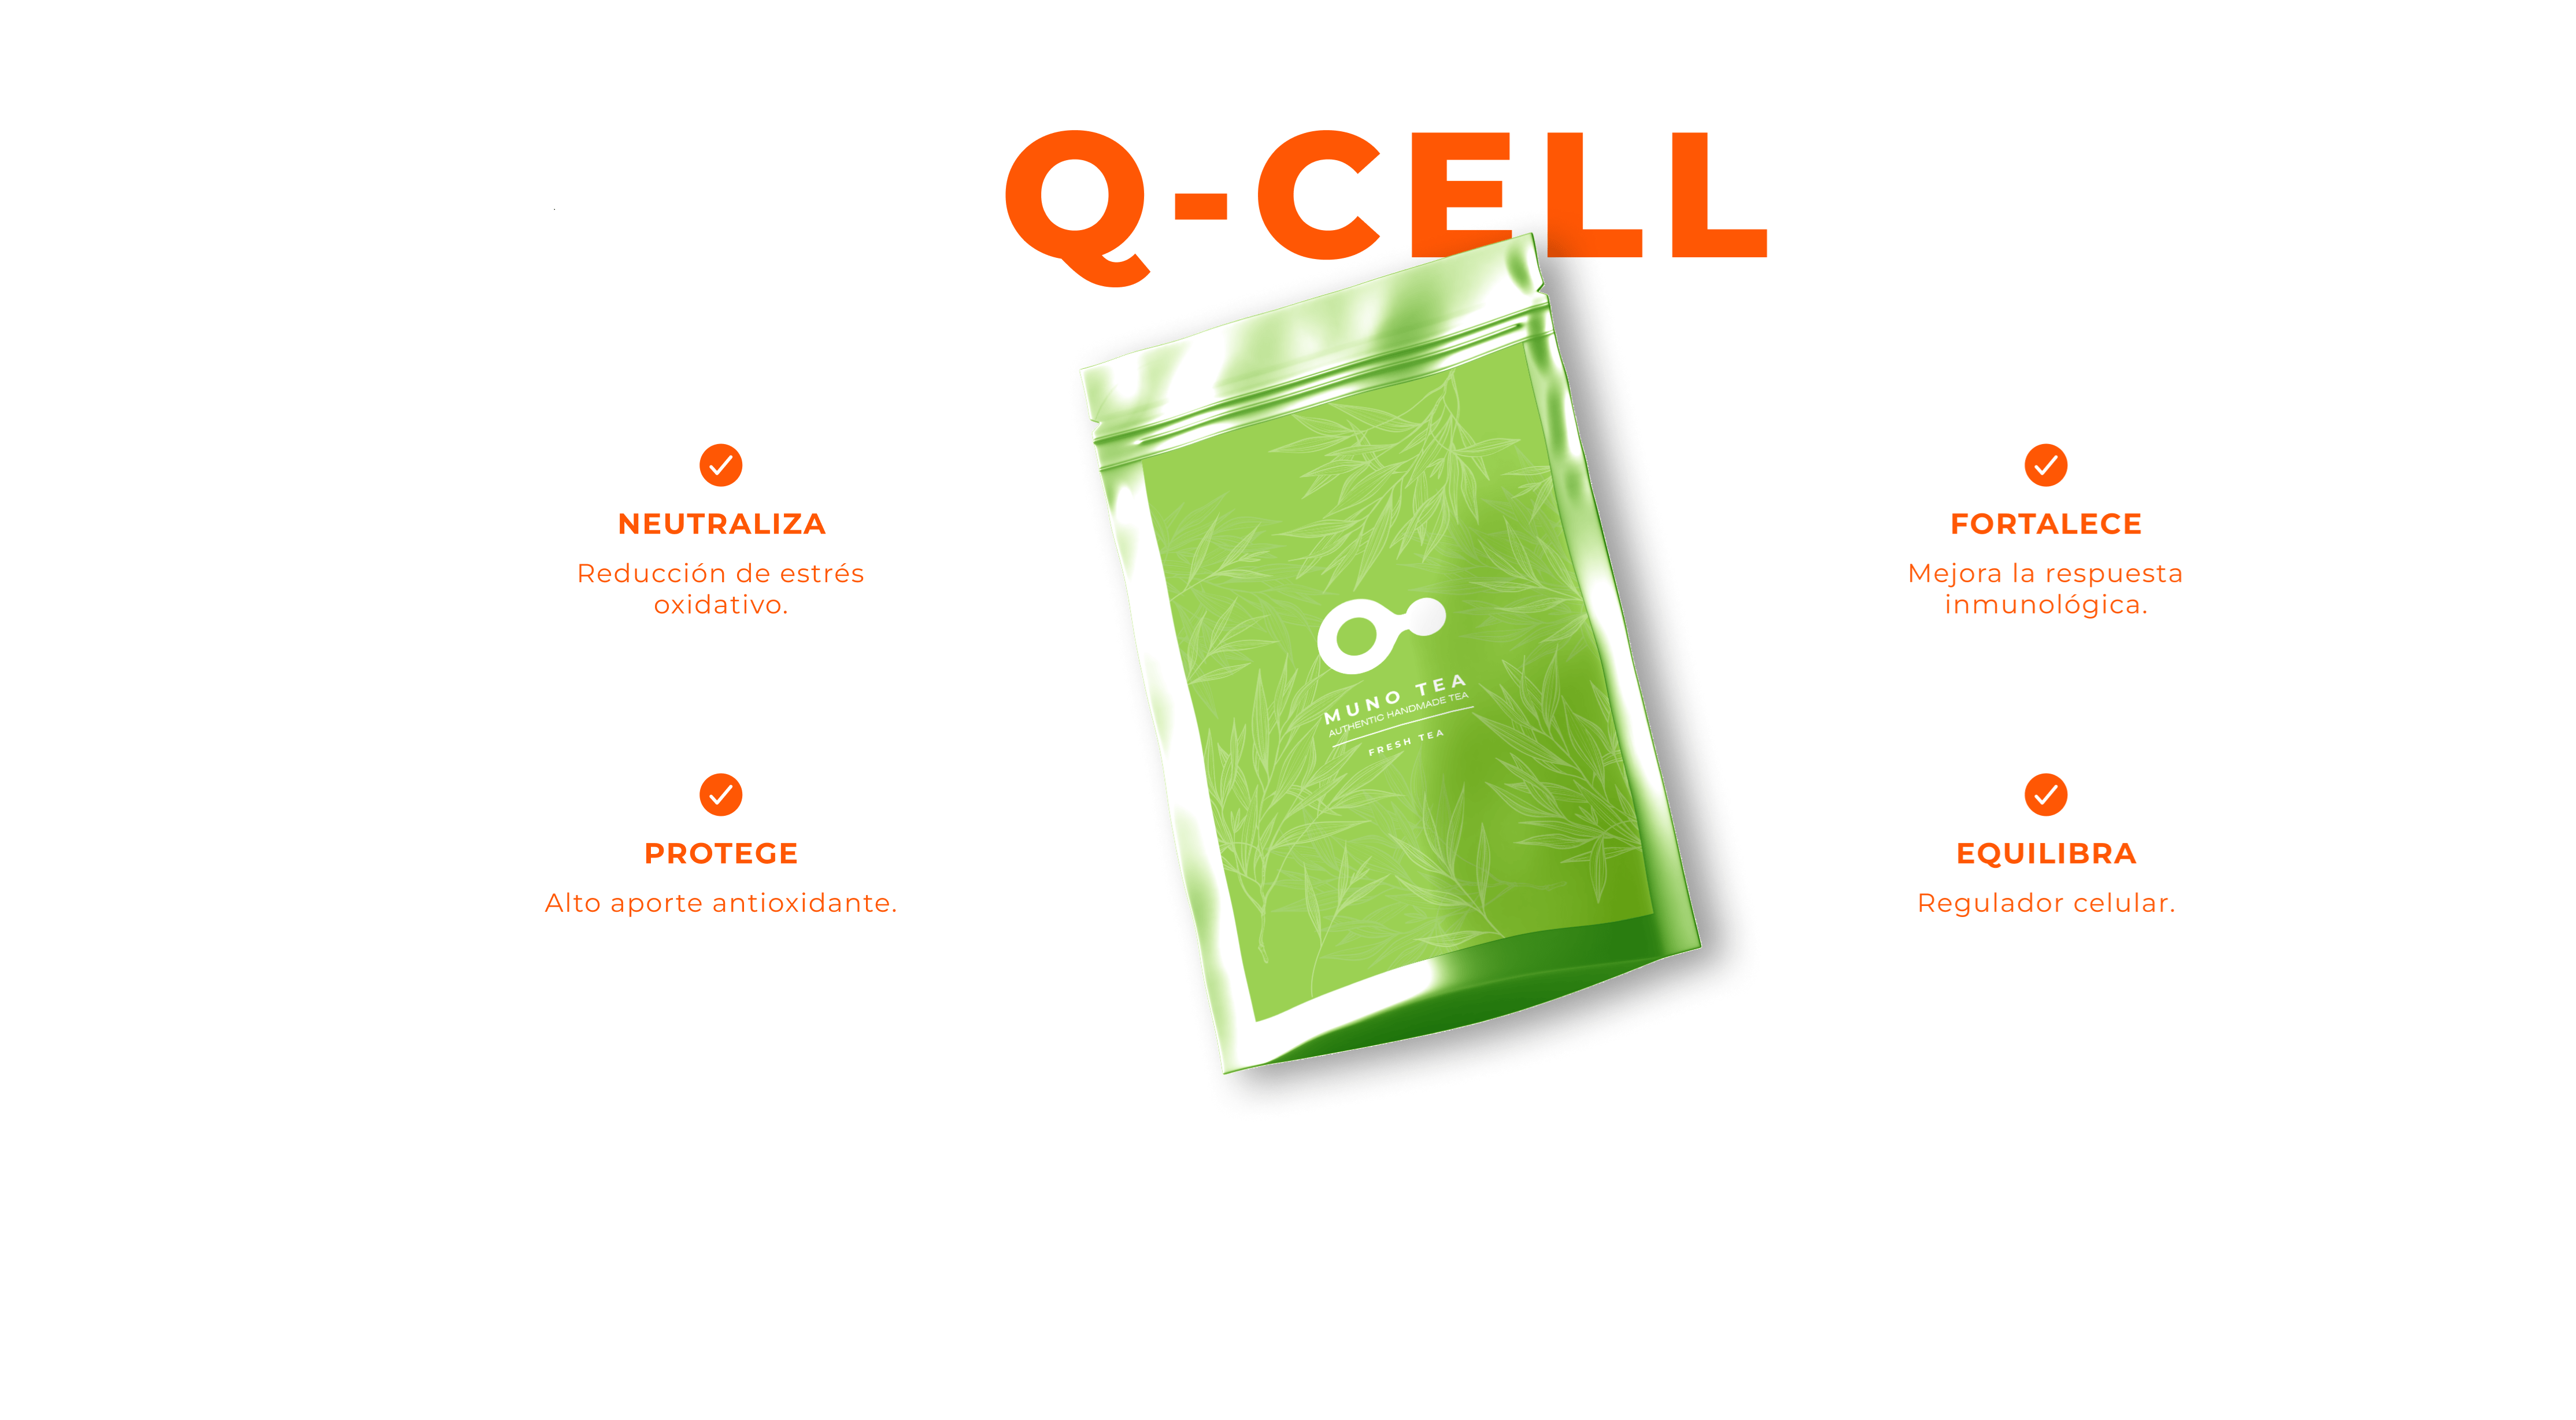 Q-CELL
NEUTRALIZA
Reducción de estrés
oxidativo.
PROTEGE
Alto aporte antioxidante.
MUNO TEA
AUTHENTIC HANDMADE TEA
FRESH TEA
FORTALECE
Mejora la respuesta
inmunológica.
EQUILIBRA
Regulador celular.